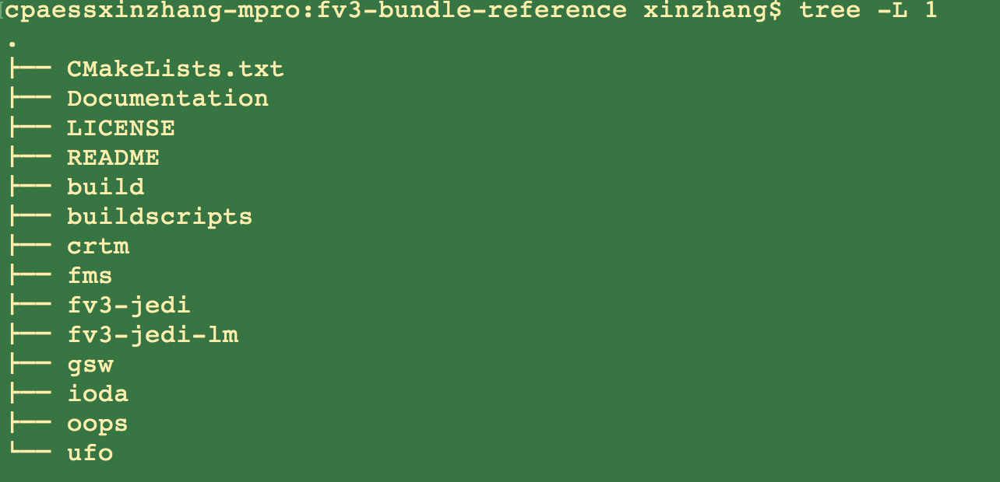 cpaessxinzhang-mpro:fv3-bundle-reference xinzhang$ tree -L 1
.
├── CMakeLists.txt
├── Documentation
├── LICENSE
├── README
├── build
├── buildscripts
├── crtm
├── fms
├── fv3-jedi
├── fv3-jedi-lm
├── gsw
├── ioda
├── oops
└── ufo